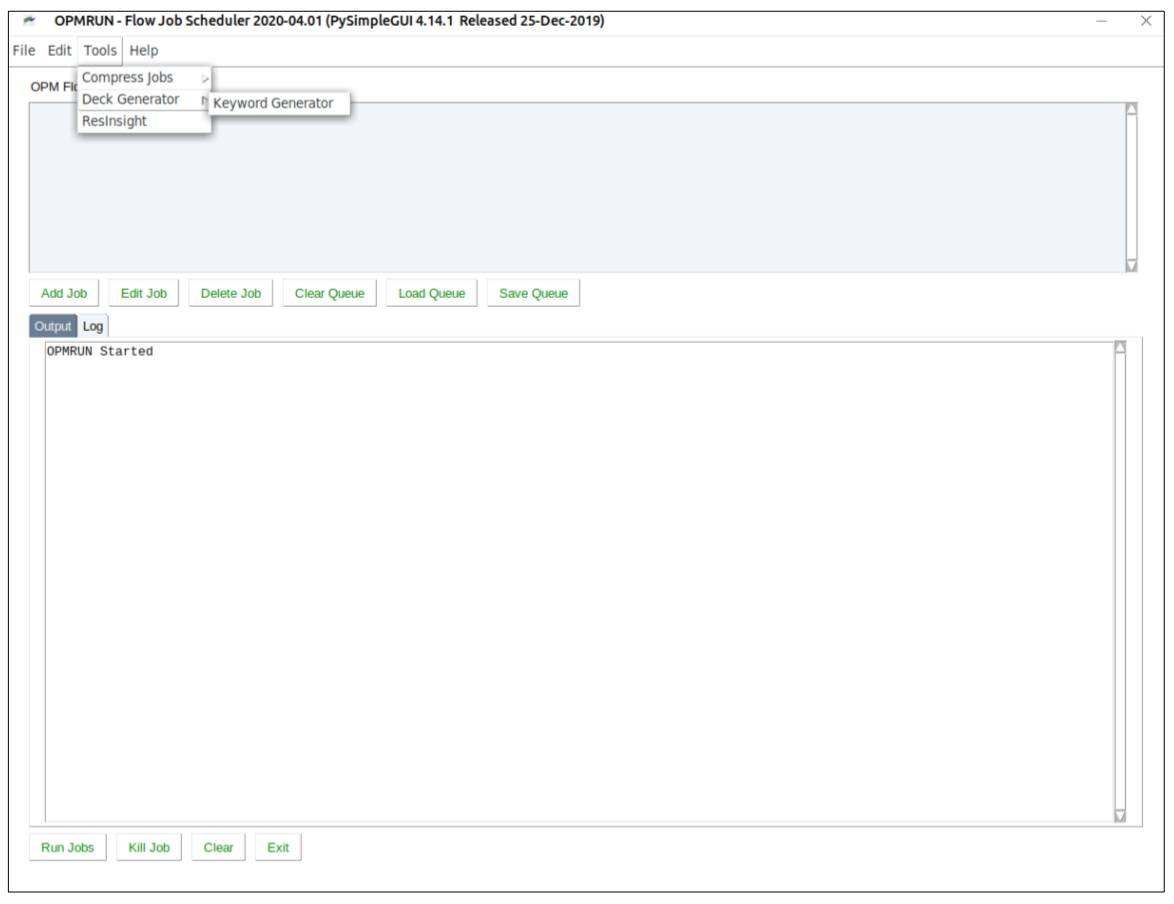 OPMRUN - Flow Job Scheduler 2020-04.01 (PySimpleGUI 4.14.1 Released 25-Dec-2019)
File Edit Tools Help
Compress Jobs
OPM
Deck Generator
Keyword Generator
ResInsight
Add Job Edit Job Delete Job Clear Queue Load Queue Save Queue
Output Log
OPMRUN Started
Run Jobs Kill Job Clear Exit